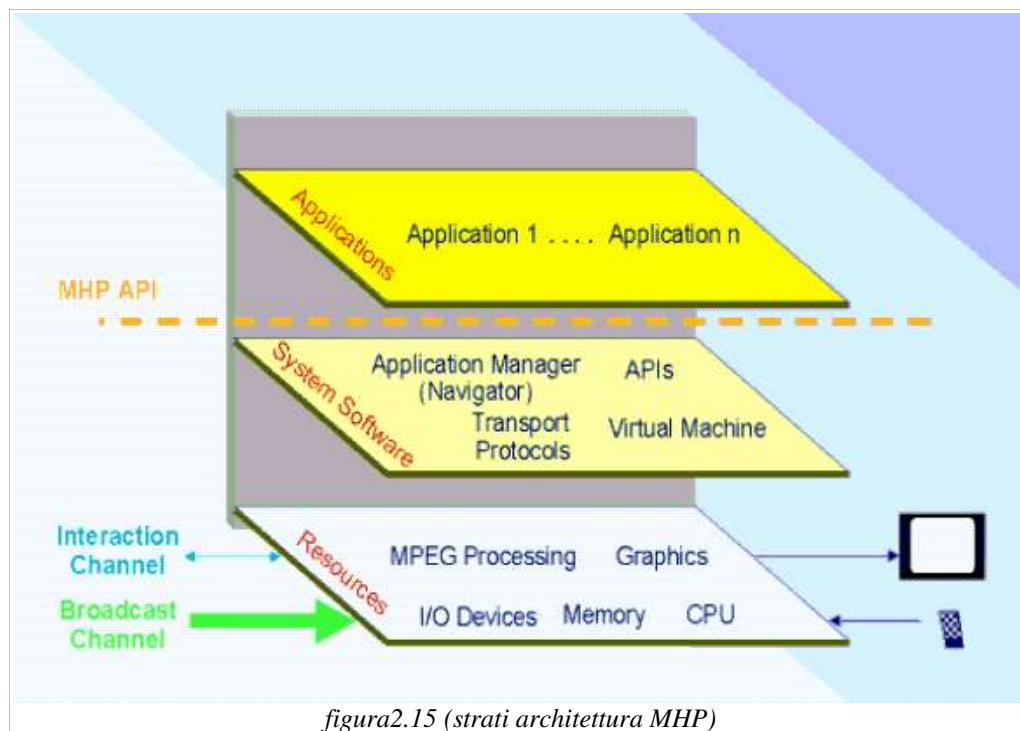 Applications
Application 1 . . . . Application n
MHP API
System Software
Application Manager
(Navigator)
APIs
Transport
Protocols
Virtual Machine
Interaction
Channel
Resources
MPEG Processing
Graphics
Broadcast
Channel
I/O Devices
Memory
CPU
figura2.15 (strati architettura MHP)